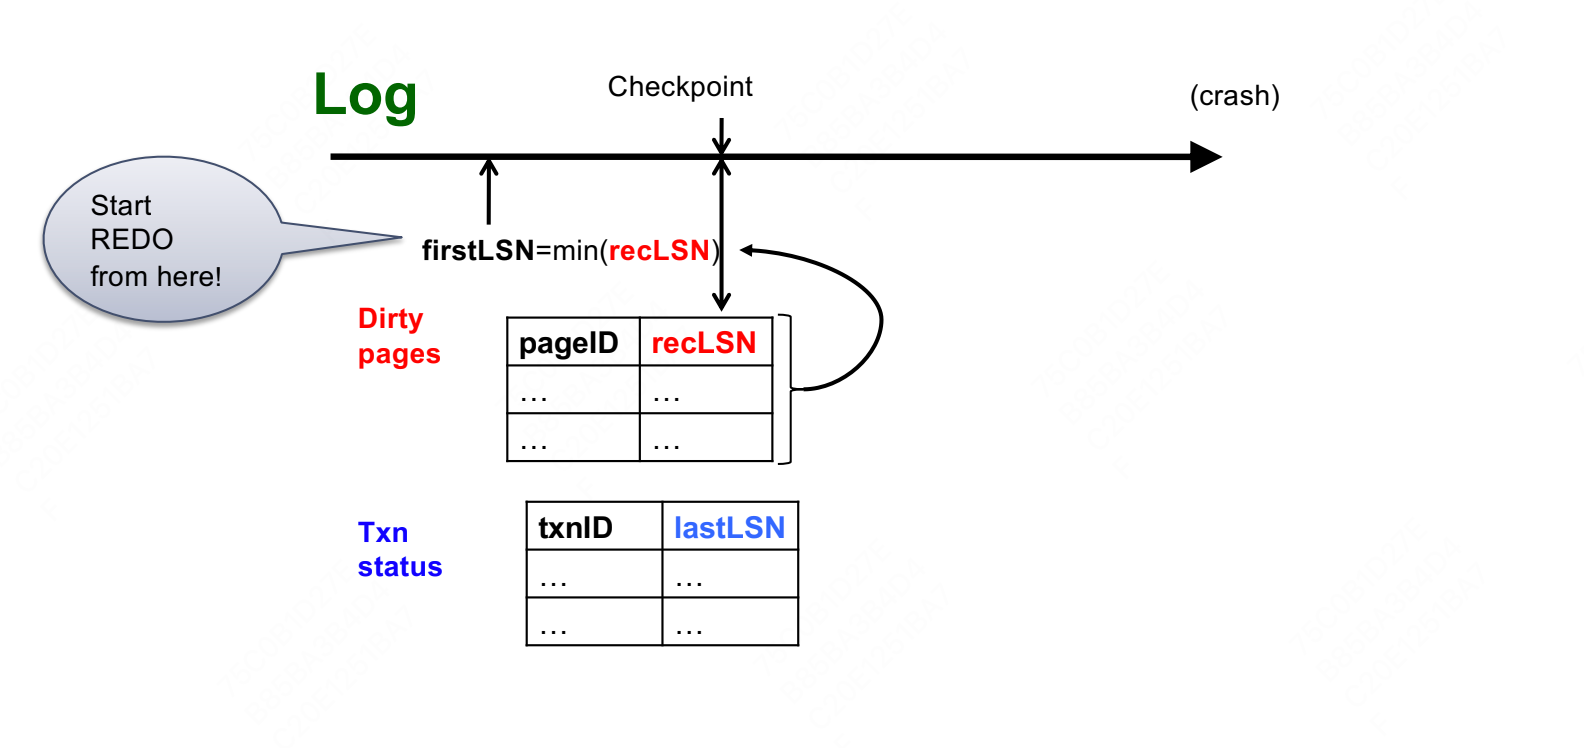 Log
Checkpoint
(crash)
Start
REDO
from here!
firstLSN=min(recLSN)
Dirty
pages
pageID recLSN
... ...
... ...
Txn
status
txnID lastLSN
... ...
... ...